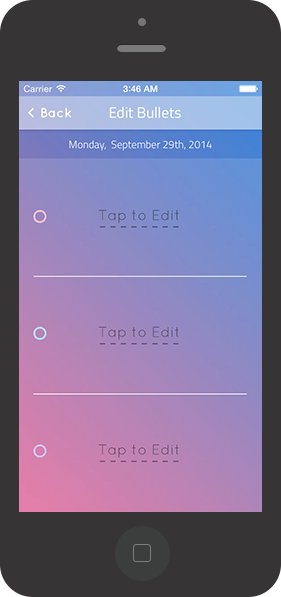 Carrier 3:46 AM
Back Edit Bullets
Monday, September 29th, 2014
Tap to Edit
Tap to Edit
Tap to Edit